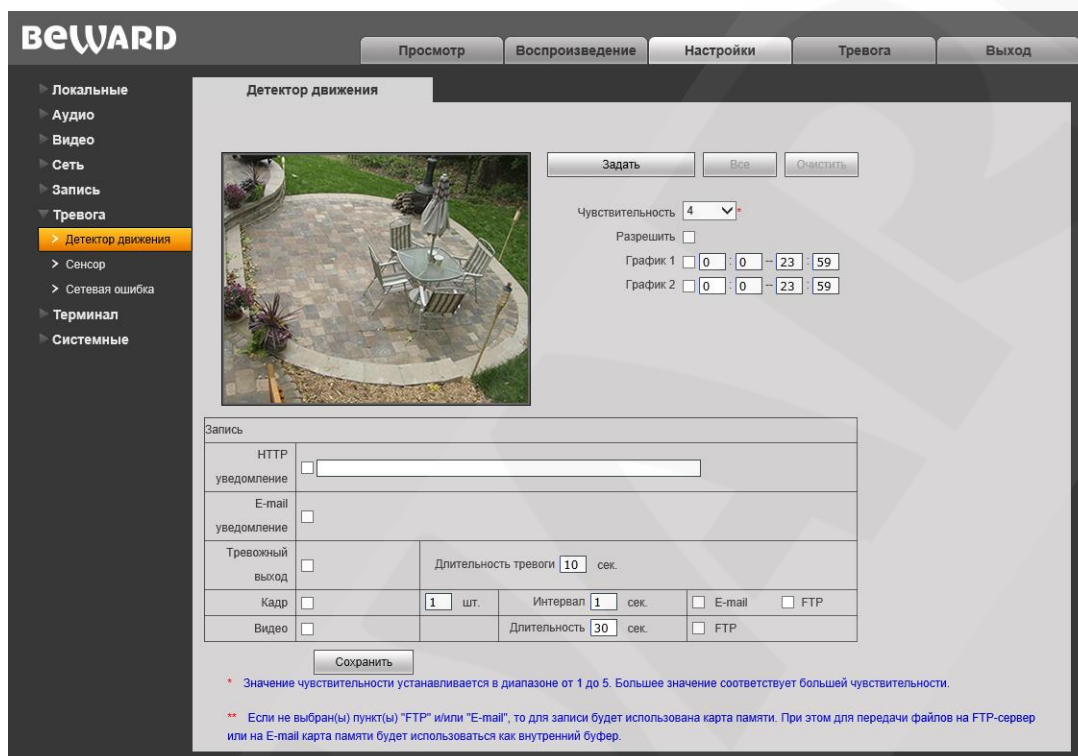 BEWARD
Просмотр
Воспроизведение
Настройки
Тревога
Выход
Локальные
Аудио
Видео
Сеть
Запись
Тревога
> Детектор движения
> Сенсор
> Сетевая ошибка
Терминал
Системные
Детектор движения
Задать Все Очистить
Чувствительность 4 *
Разрешить
График 1 0 : 0 -- 23 : 59
График 2 0 : 0 -- 23 : 59
Запись
HTTP
уведомление
E-mail
уведомление
Тревожный
выход
Длительность тревоги 10 сек.
Кадр 1 шт. Интервал 1 сек. E-mail FTP
Видео Длительность 30 сек. FTP
Сохранить
* Значение чувствительности устанавливается в диапазоне от 1 до 5. Большее значение соответствует большей чувствительности.
** Если не выбран(ы) пункт(ы) "FTP" и/или "E-mail", то для записи будет использована карта памяти. При этом для передачи файлов на FTP-сервер
или на E-mail карта памяти будет использоваться как внутренний буфер.